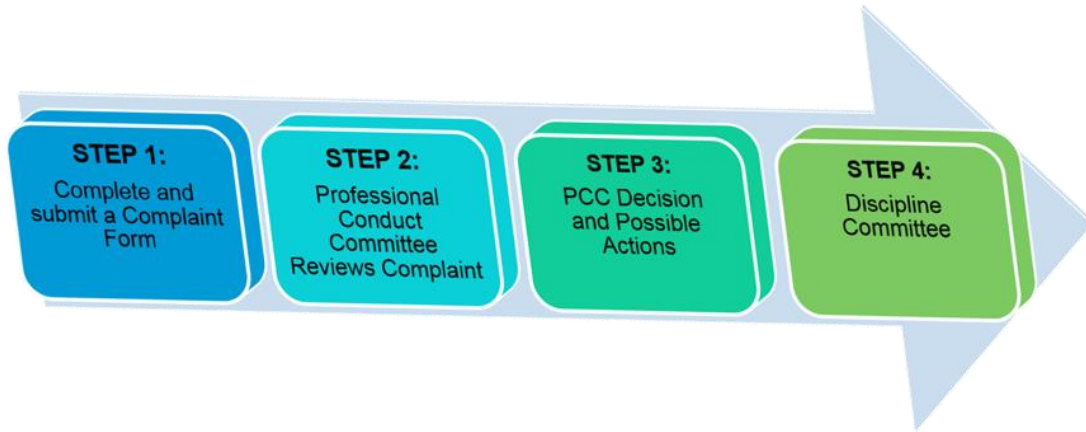 STEP 1:
Complete and
submit a Complaint
Form
STEP 2:
Professional
Conduct
Committee
Reviews Complaint
STEP 3:
PCC Decision
and Possible
Actions
STEP 4:
Discipline
Committee